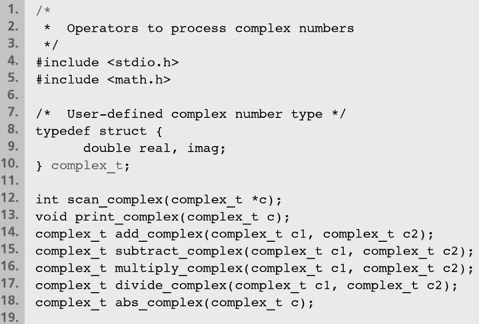 1. /*
2.  *  Operators to process complex numbers
3.  */
4. #include <stdio.h>
5. #include <math.h>
6.
7. /*  User-defined complex number type */
8. typedef struct {
9.       double real, imag;
10. } complex_t;
11.
12. int scan_complex(complex_t *c);
13. void print_complex(complex_t c);
14. complex_t add_complex(complex_t c1, complex_t c2);
15. complex_t subtract_complex(complex_t c1, complex_t c2);
16. complex_t multiply_complex(complex_t c1, complex_t c2);
17. complex_t divide_complex(complex_t c1, complex_t c2);
18. complex_t abs_complex(complex_t c);
19.